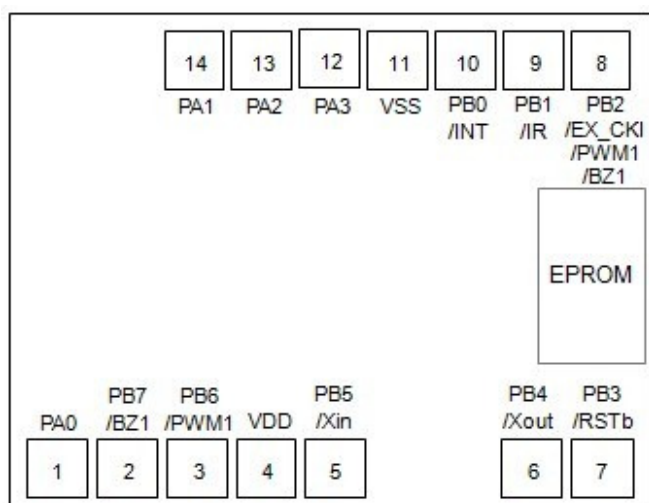 14 13 12 11 10 9 8
PA1 PA2 PA3 VSS PB0 PB1 PB2
/INT /IR /EX_CKI
/PWM1
/BZ1
EPROM
PB7 PB6 PB5 PB4 PB3
PA0 /BZ1 /PWM1 VDD /Xin /Xout /RSTb
1 2 3 4 5 6 7